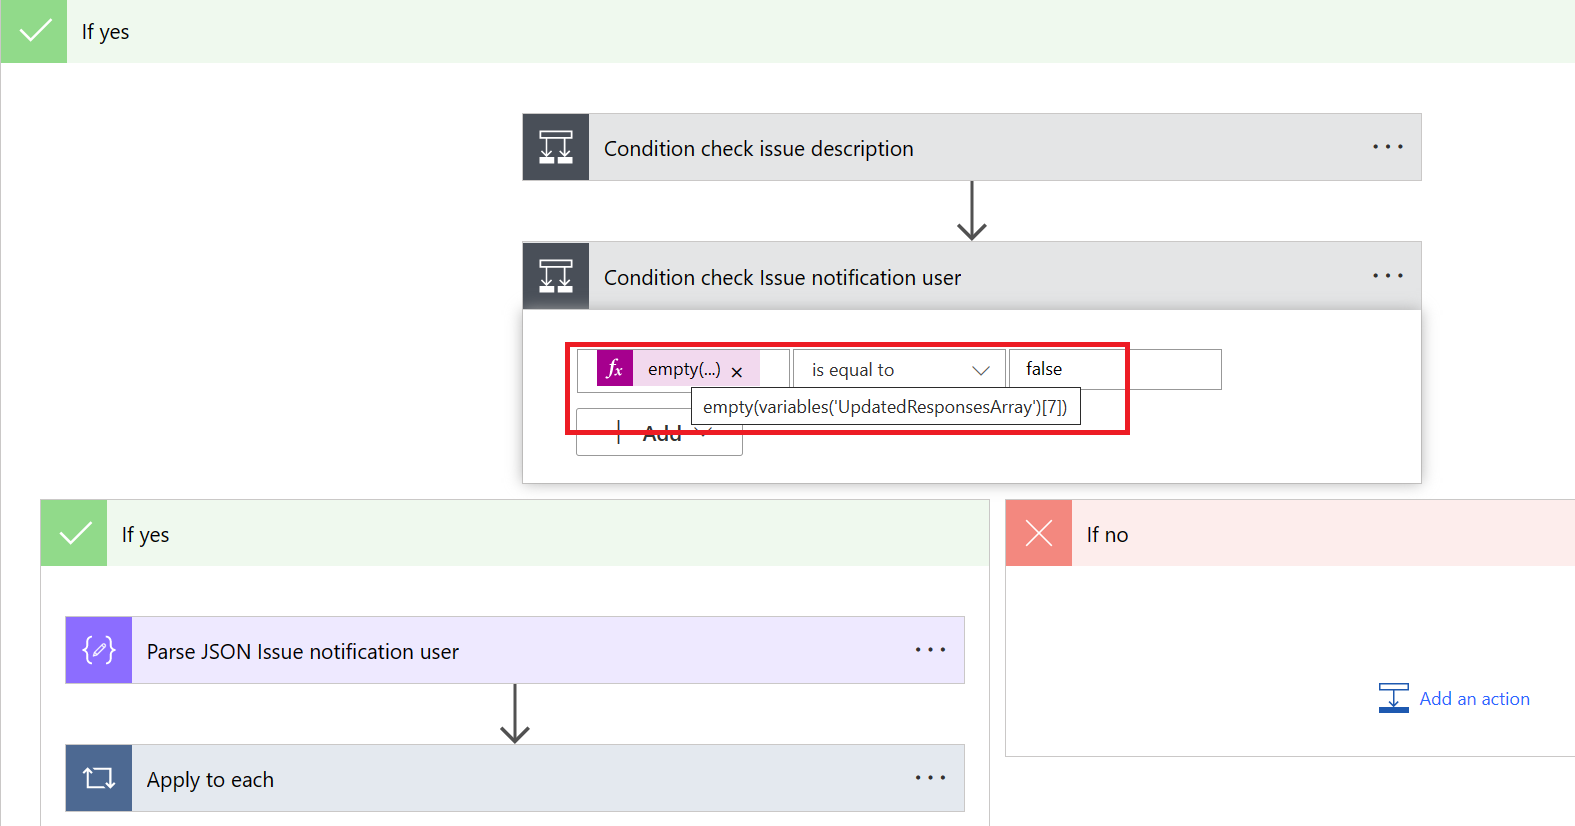 If yes
Condition check issue description
Condition check Issue notification user
fx empty(...) × is equal to false
empty(variables('UpdatedResponsesArray')[7])
+ Add
If yes
If no
Parse JSON Issue notification user
Add an action
Apply to each